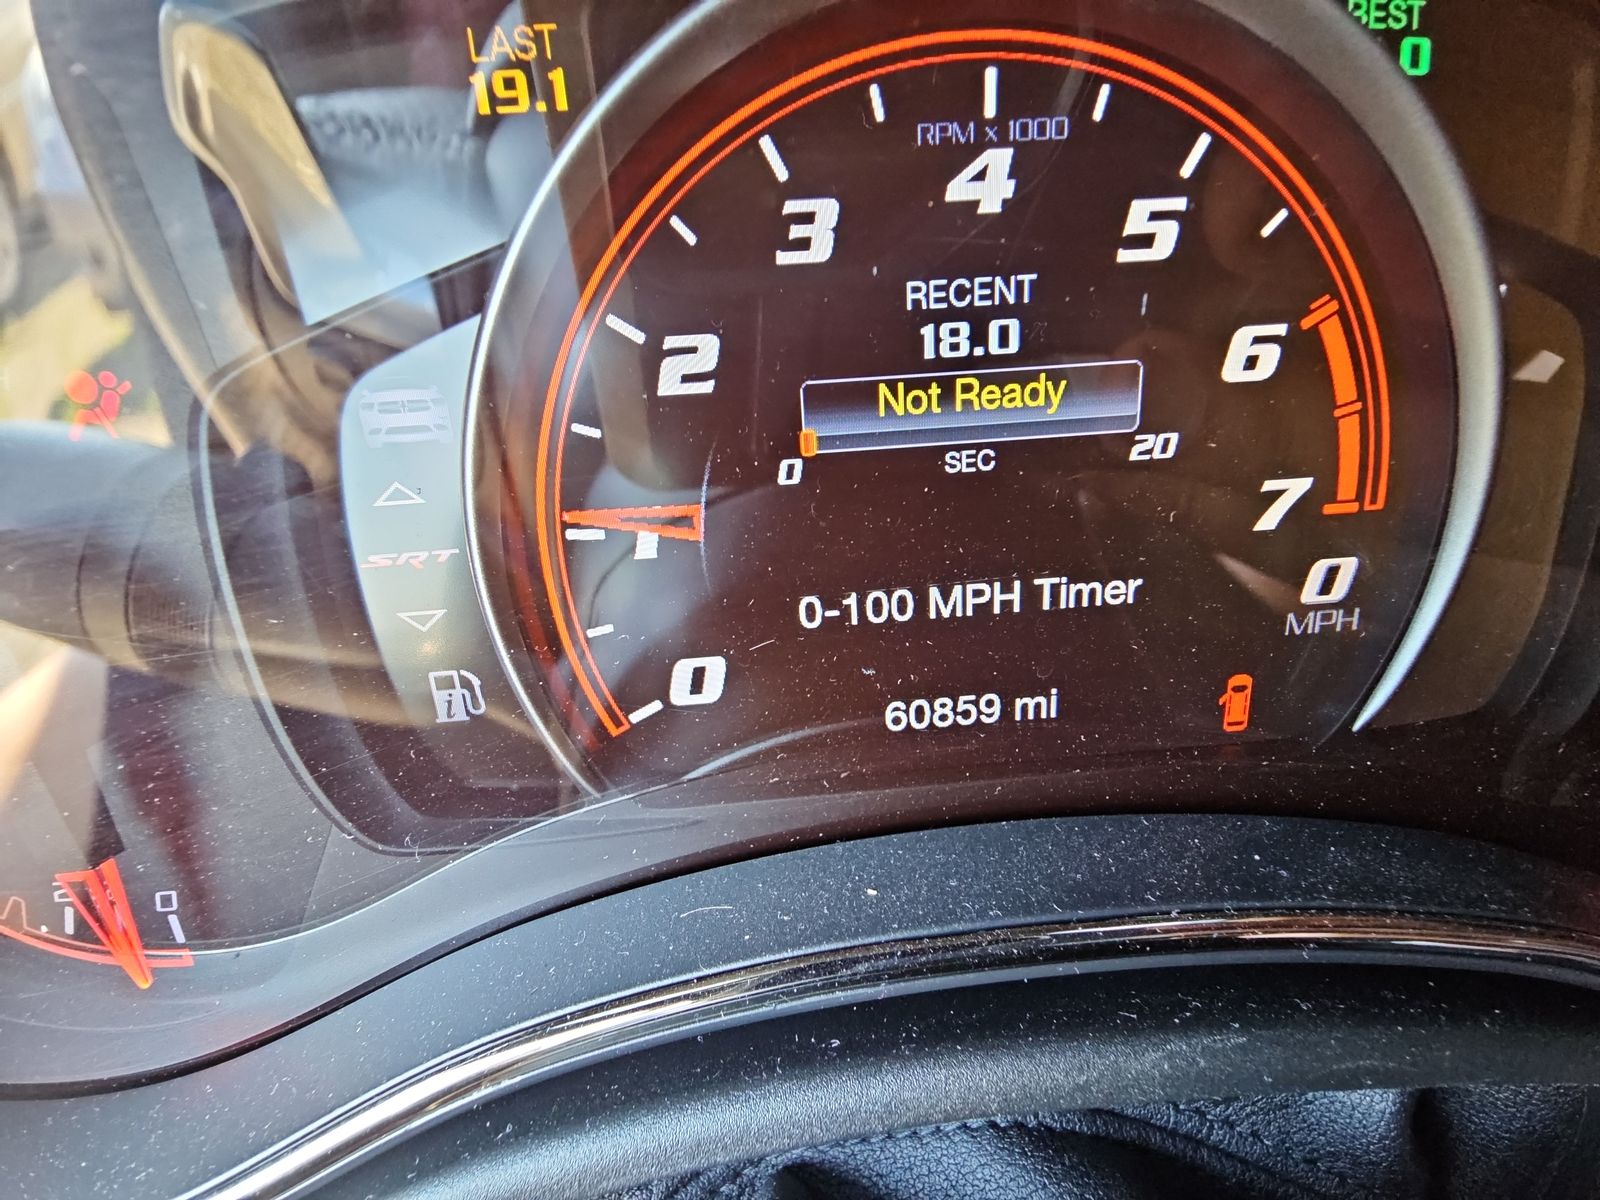 LAST
19.1
BEST
0
RPM x 1000
4
3
5
2
6
1
7
0
RECENT
18.0
Not Ready
0
20
SEC
0-100 MPH Timer
0
MPH
SRT
60859 mi
i